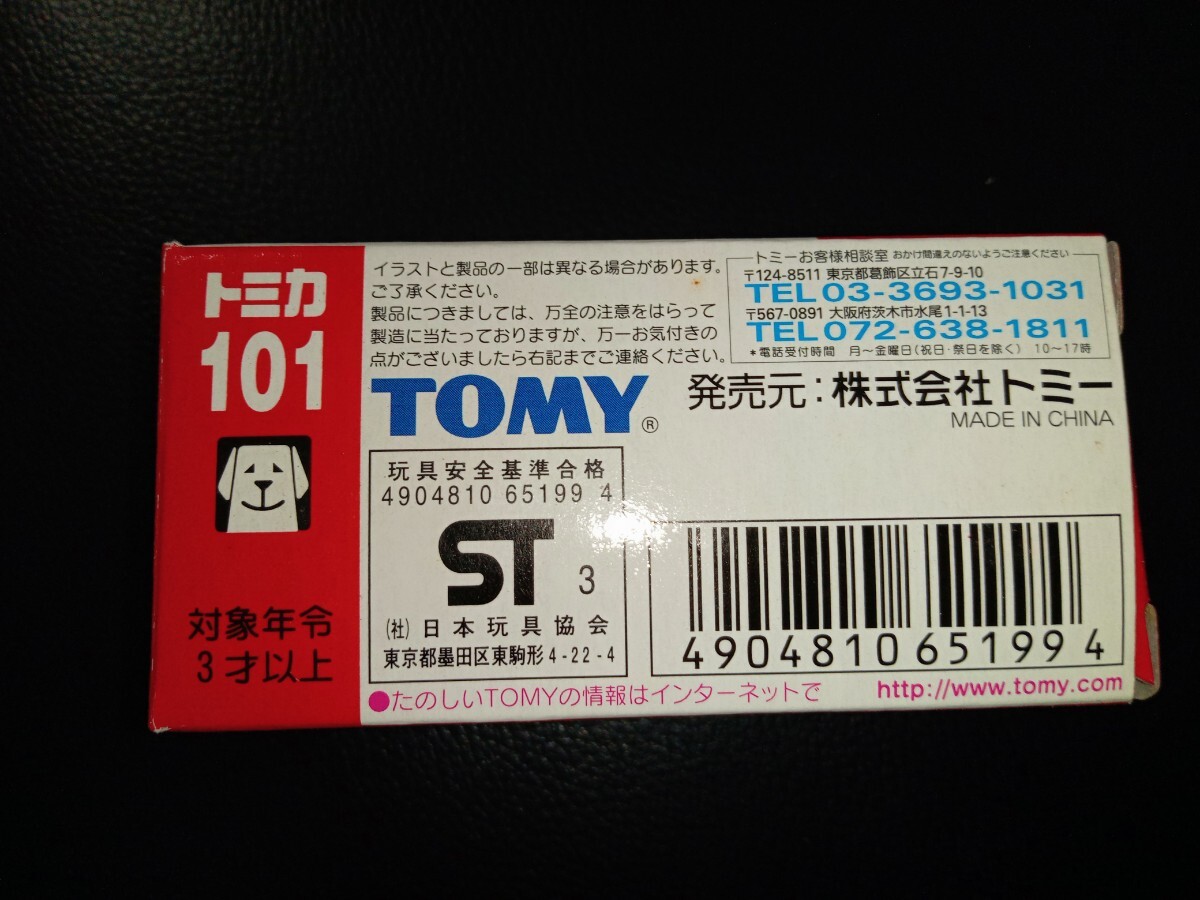 トミカ
101
対象年令
3才以上
イラストと製品の一部は異なる場合があります。
ご了承ください。
製品につきましては、万全の注意をはらって
製造に当たっておりますが、万一お気付きの
点がございましたら右記までご連絡ください。
トミーお客様相談室 おかけ間違えのないようご注意ください
〒124-8511 東京都葛飾区立石7-9-10
TEL 03-3693-1031
〒567-0891 大阪府茨木市水尾1-1-13
TEL 072-638-1811
*電話受付時間 月〜金曜日(祝日・祭日を除く) 10〜17時
TOMY®
発売元:株式会社トミー
MADE IN CHINA
玩具安全基準合格
4904810 65199 4
ST 3
(社)日本玩具協会
東京都墨田区東駒形4-22-4
4904810 651994
●たのしいTOMYの情報はインターネットで http://www.tomy.com